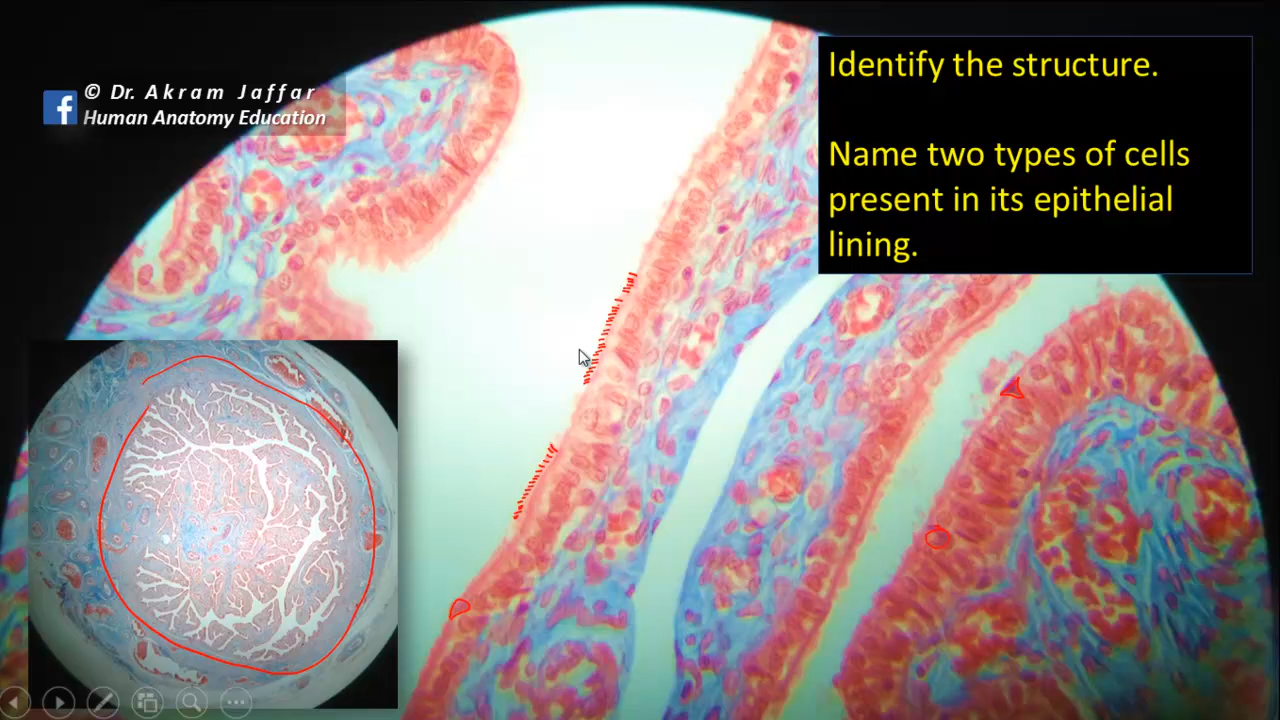 © Dr. Akram Jaffar
Human Anatomy Education
Identify the structure.
Name two types of cells
present in its epithelial
lining.